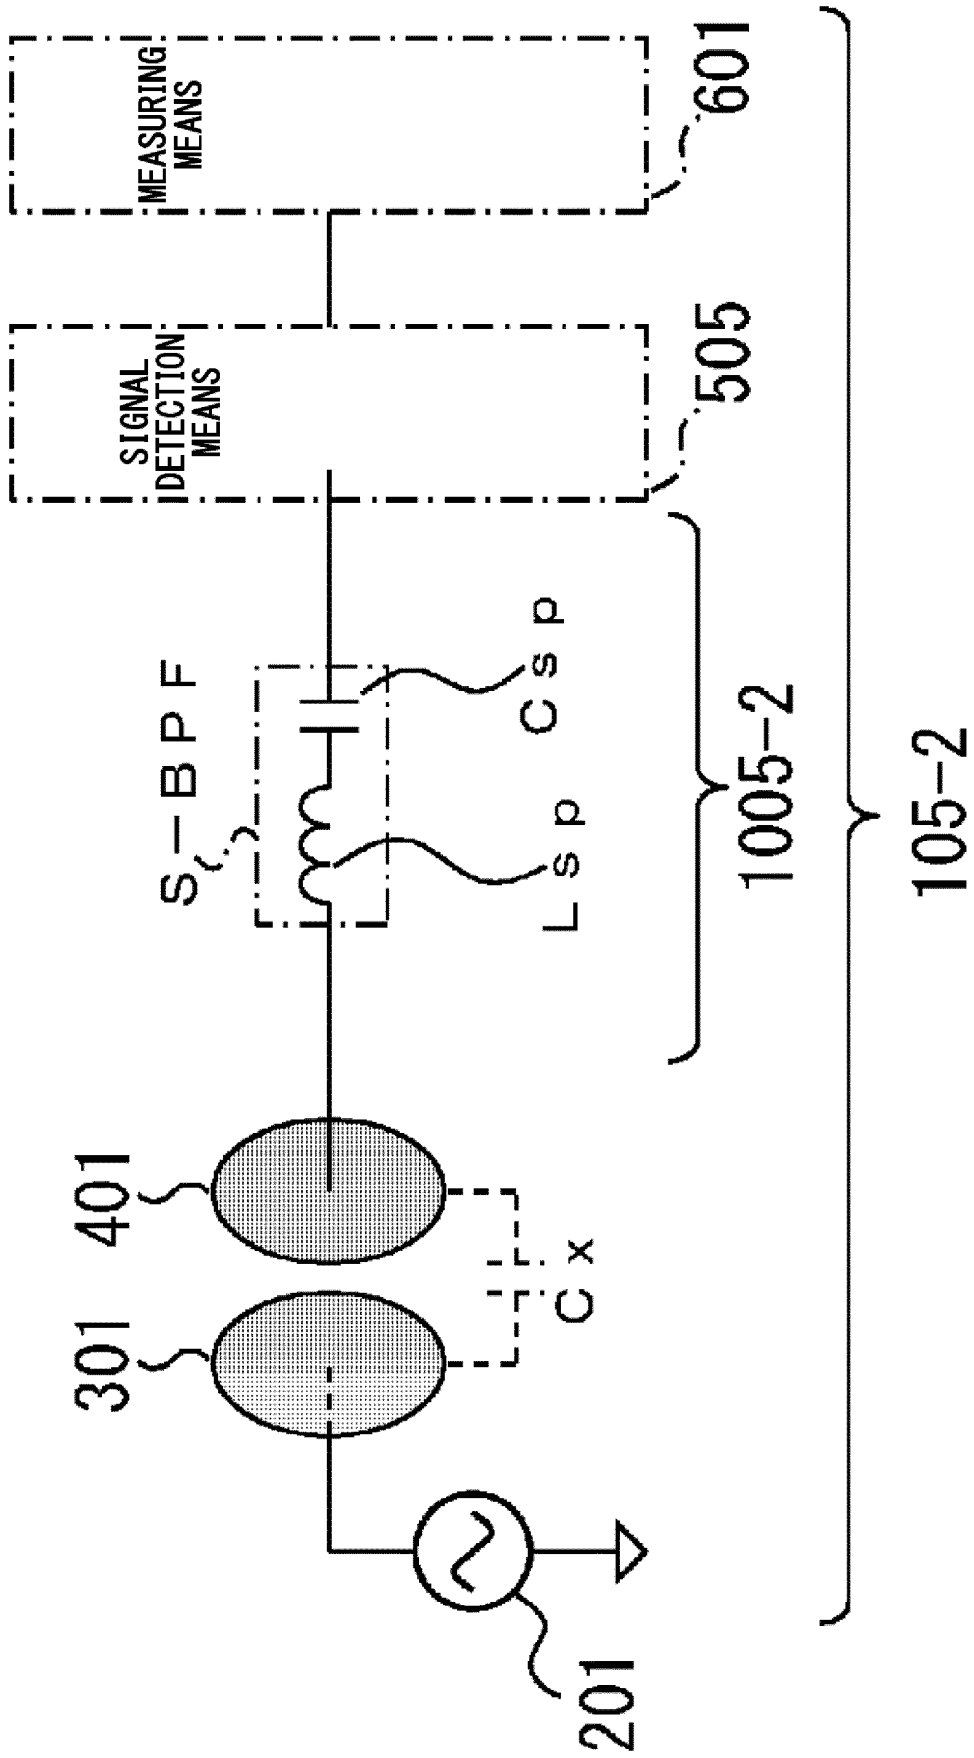 S-BPF
SIGNAL
DETECTION
MEANS
MEASURING
MEANS
301
401
Cx
Lsp
Csp
201
505
601
1005-2
105-2